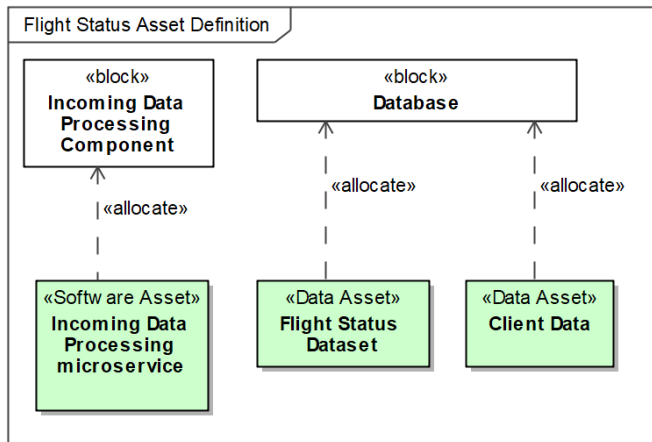 Flight Status Asset Definition
«block»
Incoming Data
Processing
Component
«block»
Database
«allocate»
«allocate»
«allocate»
«Software Asset»
Incoming Data
Processing
microservice
«Data Asset»
Flight Status
Dataset
«Data Asset»
Client Data